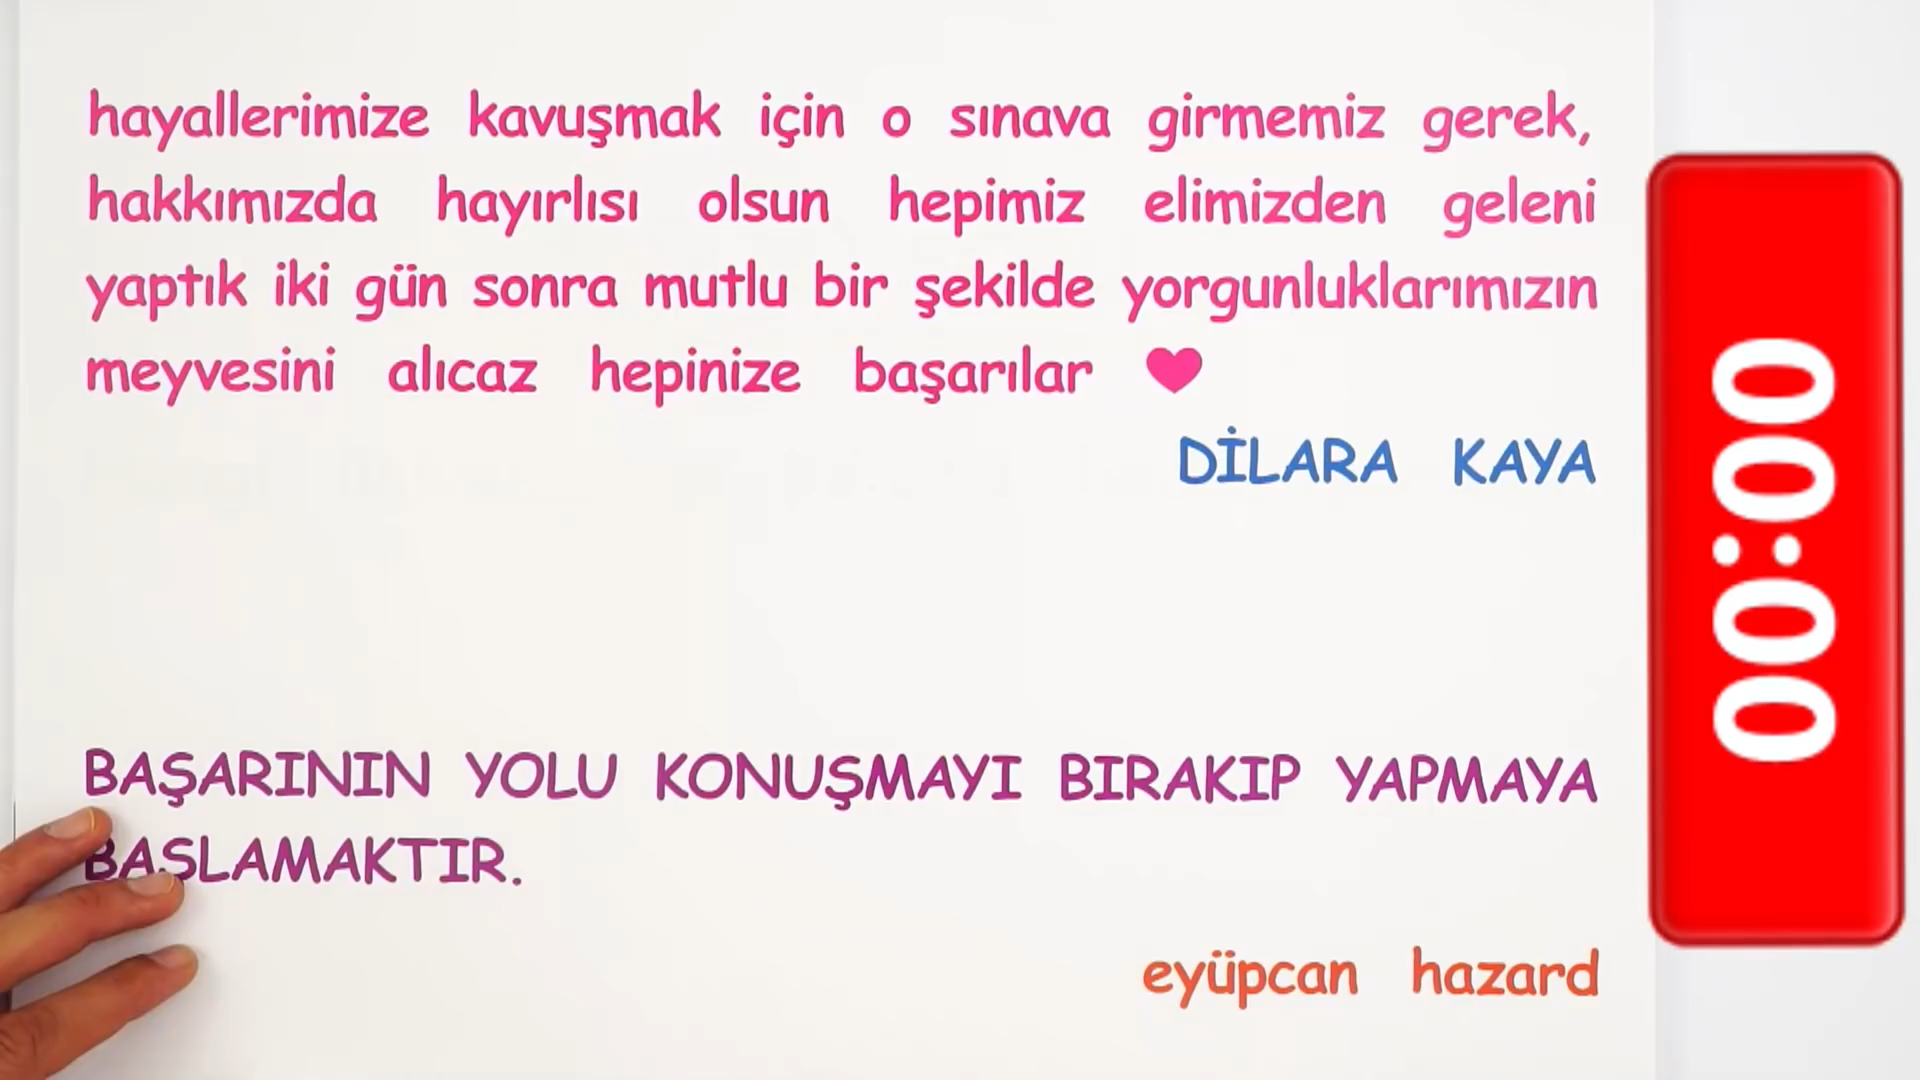 hayallerimize kavuşmak için o sınava girmemiz gerek,
hakkımızda hayırlısı olsun hepimiz elimizden geleni
yaptık iki gün sonra mutlu bir şekilde yorgunluklarımızın
meyvesini alıcaz hepinize başarılar ♥
DİLARA KAYA
BAŞARININ YOLU KONUŞMAYI BIRAKIP YAPMAYA
BAŞLAMAKTIR.
eyüpcan hazard
00:00